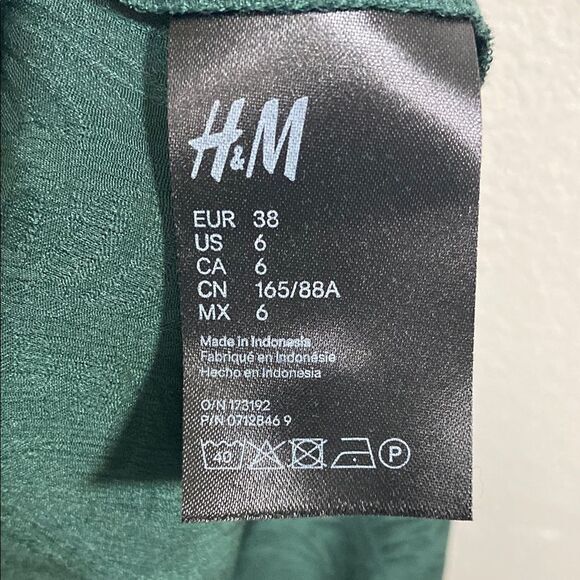 H&M
EUR 38
US 6
CA 6
CN 165/88A
MX 6
Made in Indonesia
Fabriqué en Indonésie
Hecho en Indonesia
O/N 173192
P/N 0712846 9
40 P